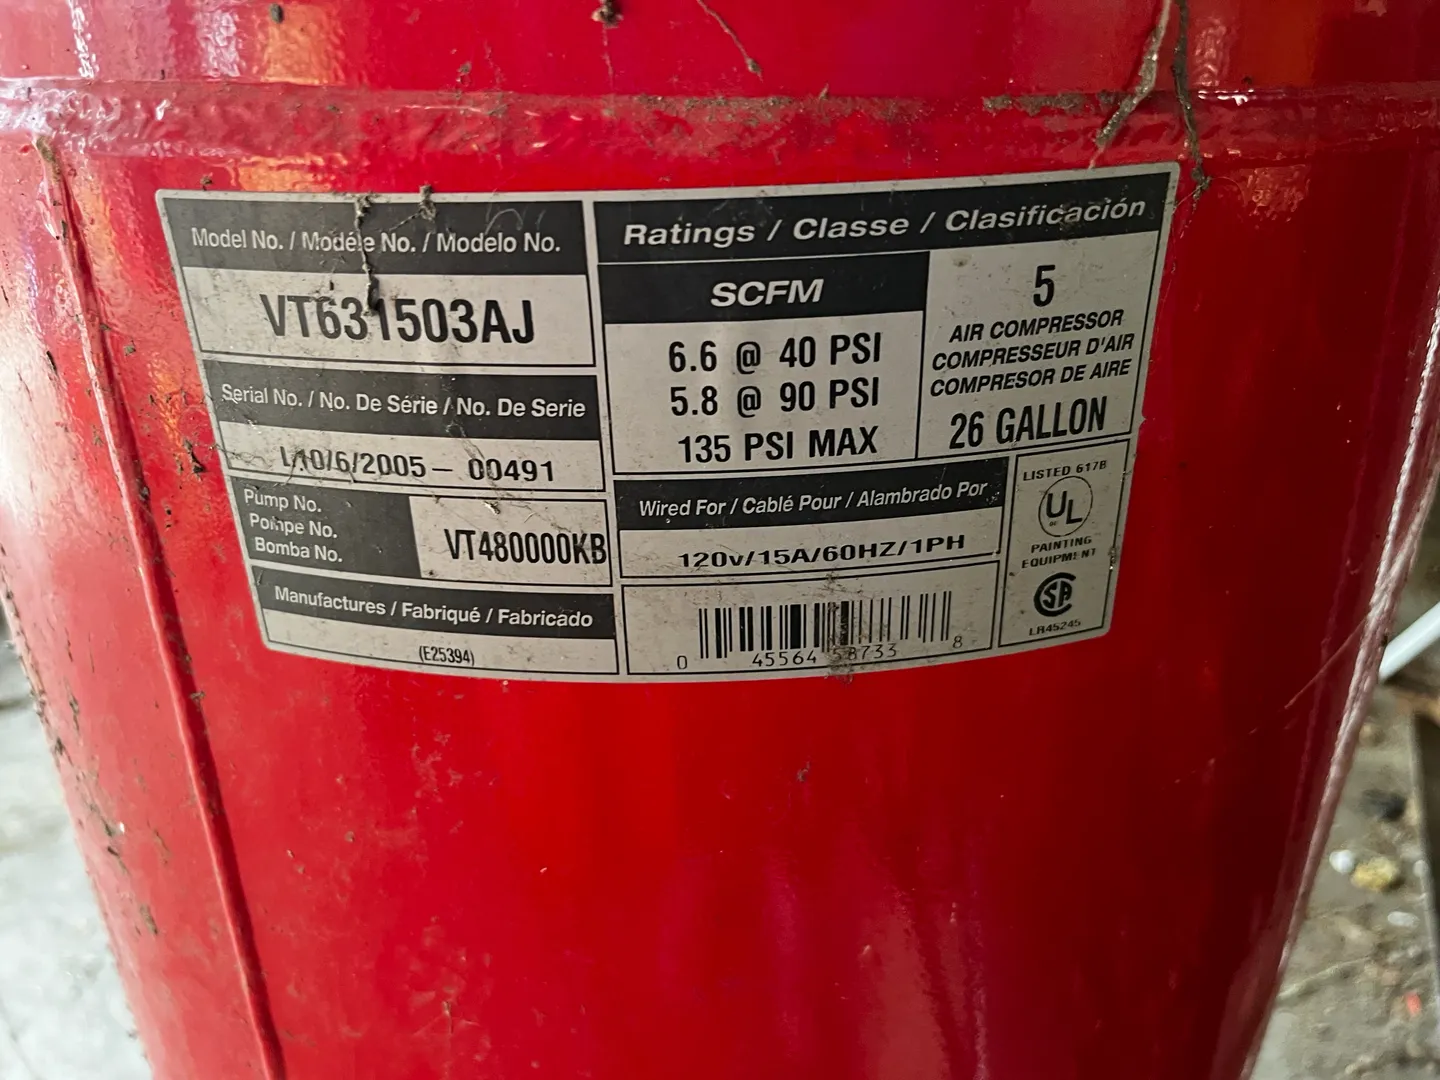 Model No. / Modéle No. / Modelo No.
VT631503AJ
Serial No. / No. De Série / No. De Serie
L10/6/2005 – 00491
Pump No.
Pompe No.
Bomba No.
VT480000KB
Manufactures / Fabriqué / Fabricado
(E25394)
Ratings / Classe / Clasificación
SCFM
6.6 @ 40 PSI
5.8 @ 90 PSI
135 PSI MAX
5
AIR COMPRESSOR
COMPRESSEUR D'AIR
COMPRESOR DE AIRE
26 GALLON
Wired For / Cablé Pour / Alambrado Por
120v/15A/60HZ/1PH
0 45564 58733 8
LISTED 617B
UL
PAINTING
EQUIPMENT
SA
LR45245